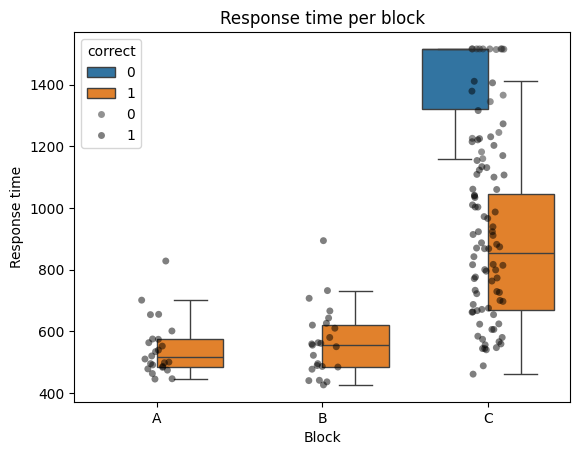 Response time per block
correct
0
1
0
1
1400
1200
1000
800
600
400
Response time
A
B
C
Block